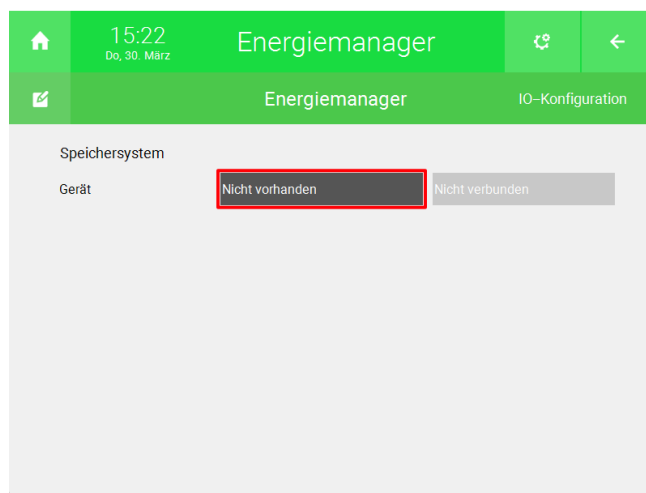 15:22
Do, 30. März
Energiemanager
Energiemanager
IO–Konfiguration
Speichersystem
Gerät
Nicht vorhanden
Nicht verbunden